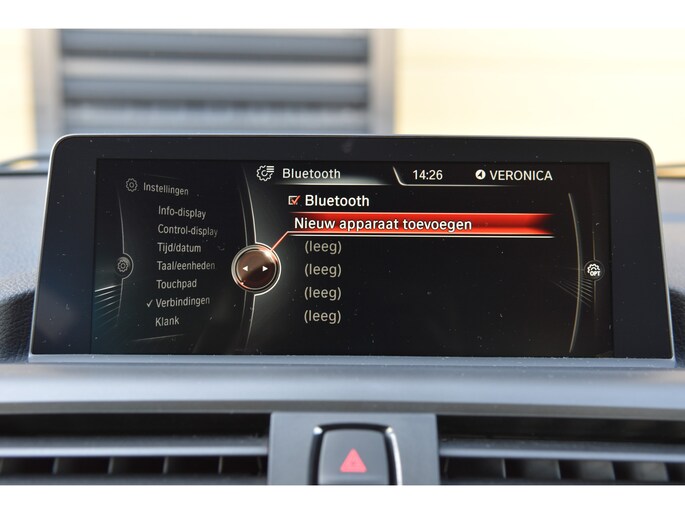 Bluetooth 14:26 VERONICA
Instellingen
Info-display
Control-display
Tijd/datum
Taal/eenheden
Touchpad
Verbindingen
Klank
Bluetooth
Nieuw apparaat toevoegen
(leeg)
(leeg)
(leeg)
(leeg)
OPT